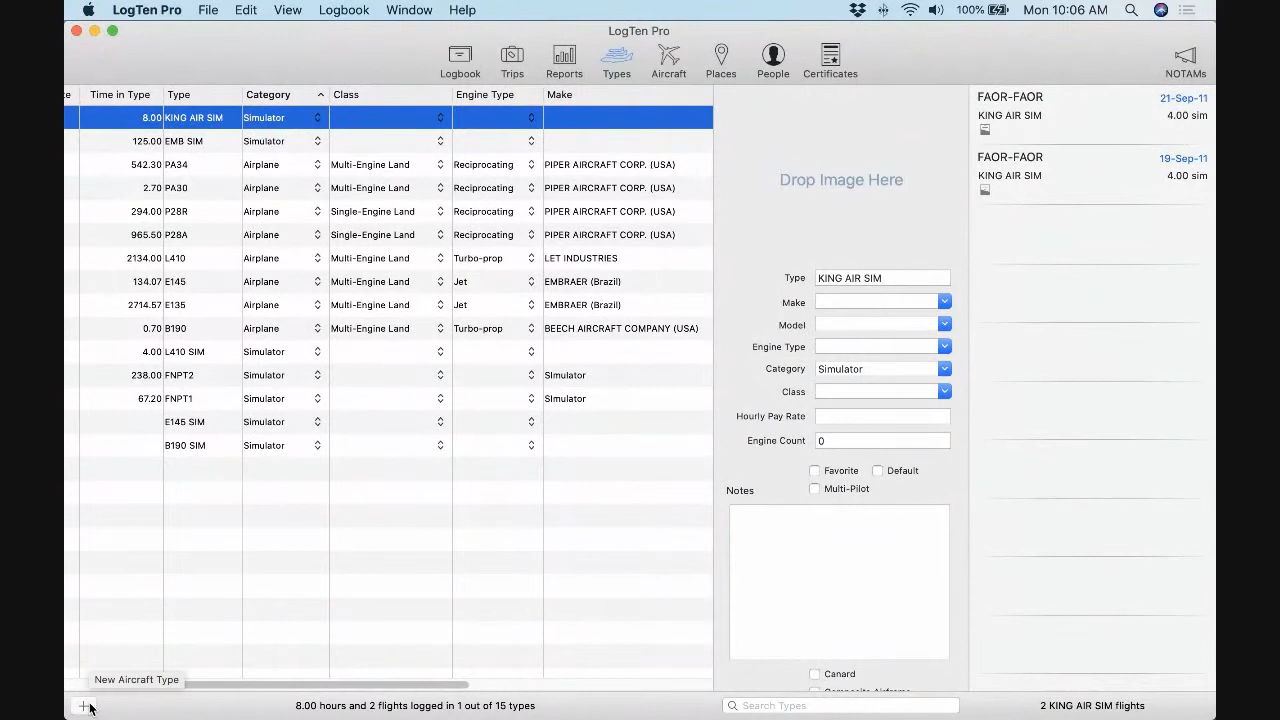 LogTen Pro File Edit View Logbook Window Help 100% Mon 10:06 AM
LogTen Pro
Logbook Trips Reports Types Aircraft Places People Certificates NOTAMs
Time in Type Type Category Class Engine Type Make
8.00 KING AIR SIM Simulator
125.00 EMB SIM Simulator
542.30 PA34 Airplane Multi-Engine Land Reciprocating PIPER AIRCRAFT CORP. (USA)
2.70 PA30 Airplane Multi-Engine Land Reciprocating PIPER AIRCRAFT CORP. (USA)
294.00 P28R Airplane Single-Engine Land Reciprocating PIPER AIRCRAFT CORP. (USA)
965.50 P28A Airplane Single-Engine Land Reciprocating PIPER AIRCRAFT CORP. (USA)
2134.00 L410 Airplane Multi-Engine Land Turbo-prop LET INDUSTRIES
134.07 E145 Airplane Multi-Engine Land Jet EMBRAER (Brazil)
2714.57 E135 Airplane Multi-Engine Land Jet EMBRAER (Brazil)
0.70 B190 Airplane Multi-Engine Land Turbo-prop BEECH AIRCRAFT COMPANY (USA)
4.00 L410 SIM Simulator
238.00 FNPT2 Simulator SImulator
67.20 FNPT1 Simulator SImulator
E145 SIM Simulator
B190 SIM Simulator
New Aircraft Type
8.00 hours and 2 flights logged in 1 out of 15 types
Drop Image Here
Type KING AIR SIM
Make
Model
Engine Type
Category Simulator
Class
Hourly Pay Rate
Engine Count 0
Favorite Default
Multi-Pilot
Notes
Canard
Composite Airframe
Search Types
FAOR-FAOR 21-Sep-11
KING AIR SIM 4.00 sim
FAOR-FAOR 19-Sep-11
KING AIR SIM 4.00 sim
2 KING AIR SIM flights